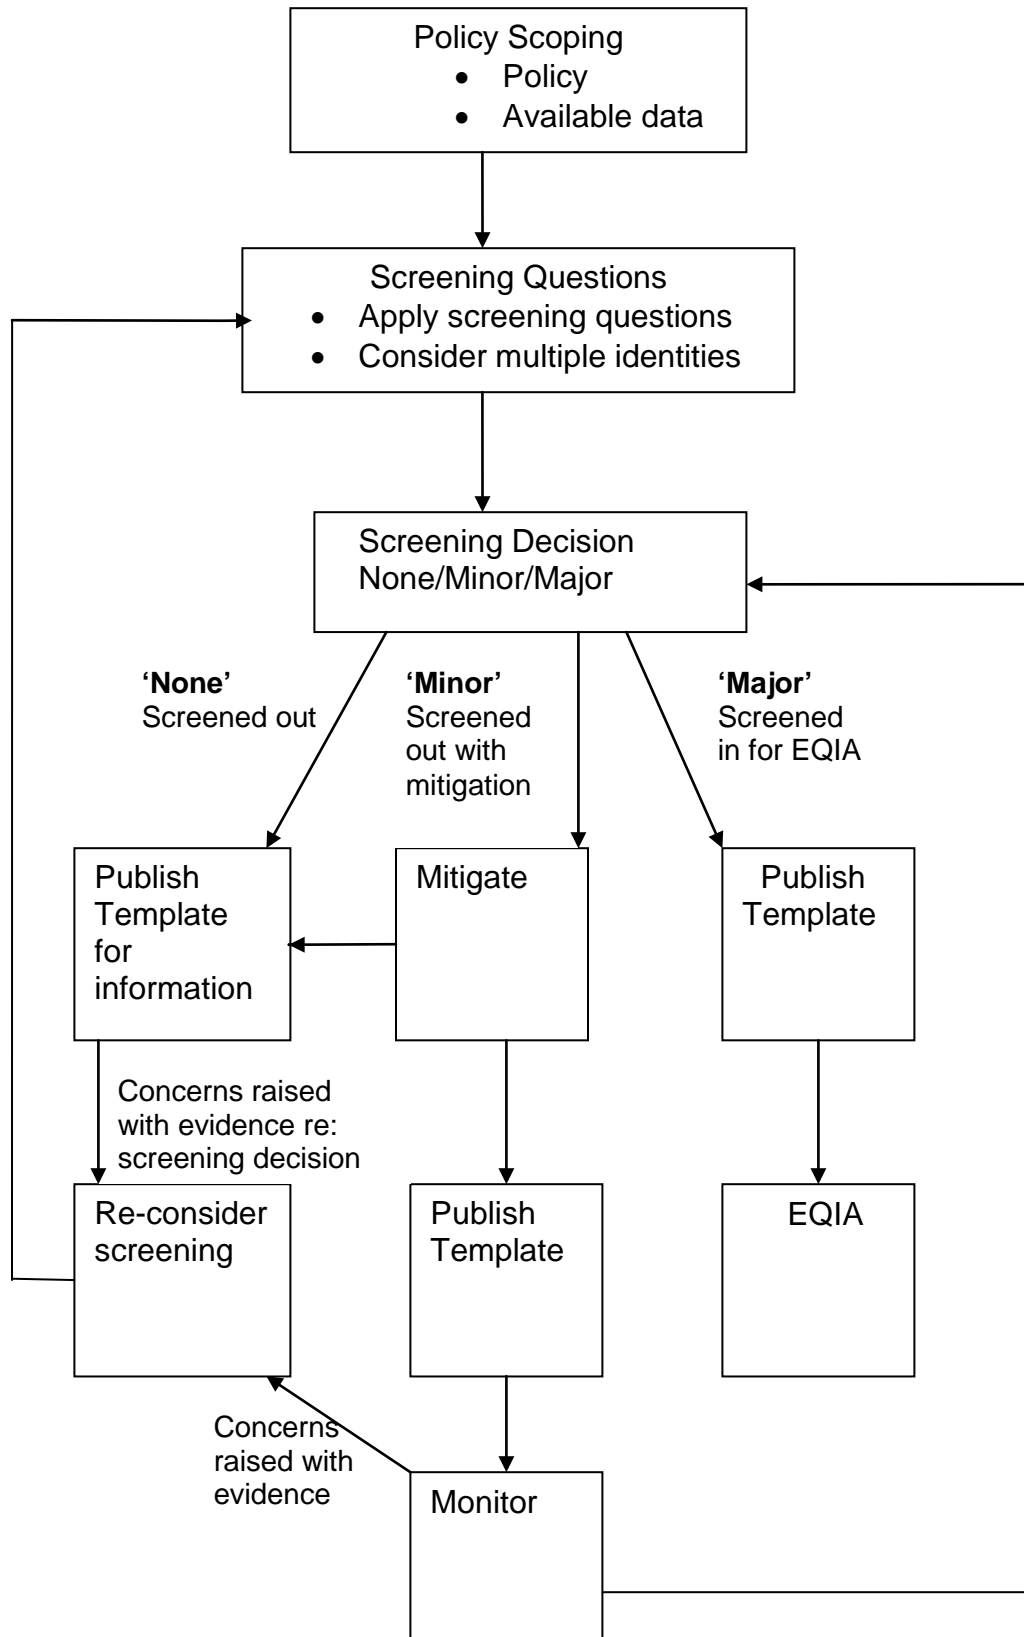 Policy Scoping
• Policy
• Available data
Screening Questions
• Apply screening questions
• Consider multiple identities
Screening Decision
None/Minor/Major
‘None’
Screened out
‘Minor’
Screened
out with
mitigation
‘Major’
Screened
in for EQIA
Publish
Template
for
information
Mitigate
Publish
Template
Concerns raised
with evidence re:
screening decision
Re-consider
screening
Publish
Template
EQIA
Concerns
raised with
evidence
Monitor